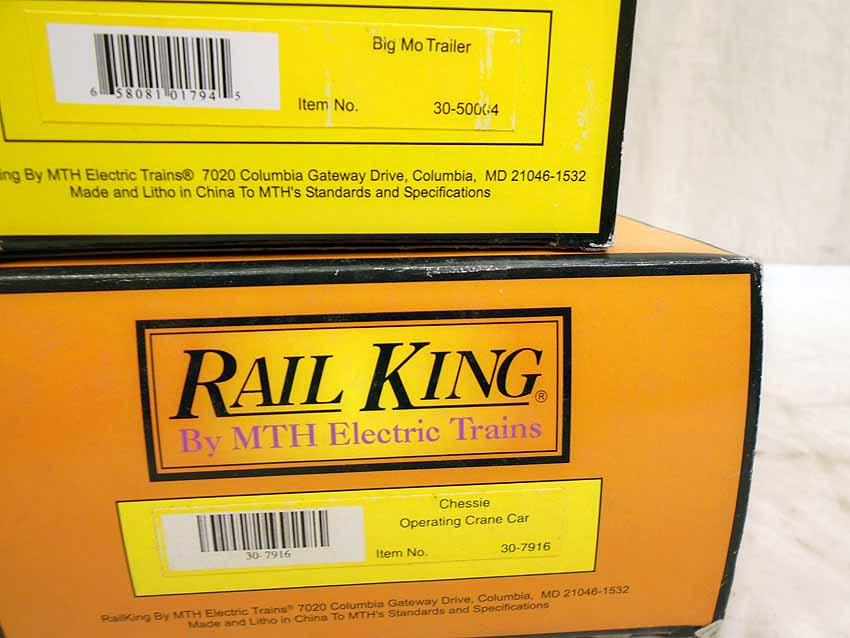 Big Mo Trailer
6 58081 01794 5
Item No. 30-50004
ing By MTH Electric Trains® 7020 Columbia Gateway Drive, Columbia, MD 21046-1532
Made and Litho in China To MTH's Standards and Specifications
RAIL KING®
By MTH Electric Trains
Chessie
Operating Crane Car
30-7916
Item No. 30-7916
RailKing By MTH Electric Trains® 7020 Columbia Gateway Drive, Columbia, MD 21046-1532
Made and Litho in China To MTH's Standards and Specifications